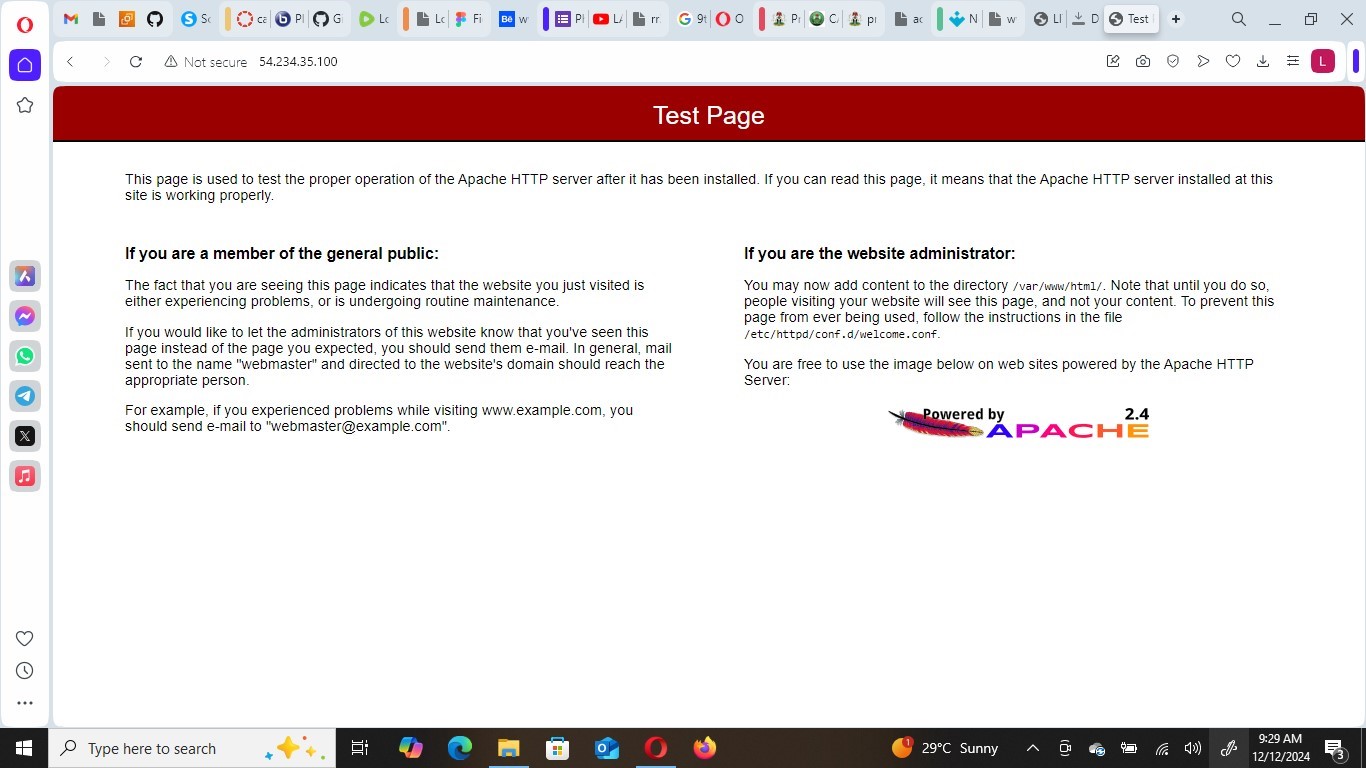 Sc
ca
Pl
G
Lc
Lc
Fi
Bē
w
Pl
L/
rr
9t
O
Pr
C/
pr
ac
N
w
LI
D
Test
Not secure 54.234.35.100
L
Test Page
This page is used to test the proper operation of the Apache HTTP server after it has been installed. If you can read this page, it means that the Apache HTTP server installed at this
site is working properly.
If you are a member of the general public:
The fact that you are seeing this page indicates that the website you just visited is
either experiencing problems, or is undergoing routine maintenance.
If you would like to let the administrators of this website know that you've seen this
page instead of the page you expected, you should send them e-mail. In general, mail
sent to the name "webmaster" and directed to the website's domain should reach the
appropriate person.
For example, if you experienced problems while visiting www.example.com, you
should send e-mail to "webmaster@example.com".
If you are the website administrator:
You may now add content to the directory /var/www/html/. Note that until you do so,
people visiting your website will see this page, and not your content. To prevent this
page from ever being used, follow the instructions in the file
/etc/httpd/conf.d/welcome.conf.
You are free to use the image below on web sites powered by the Apache HTTP
Server:
Powered by 2.4
APACHE
Type here to search
1
29°C Sunny
9:29 AM
12/12/2024
3